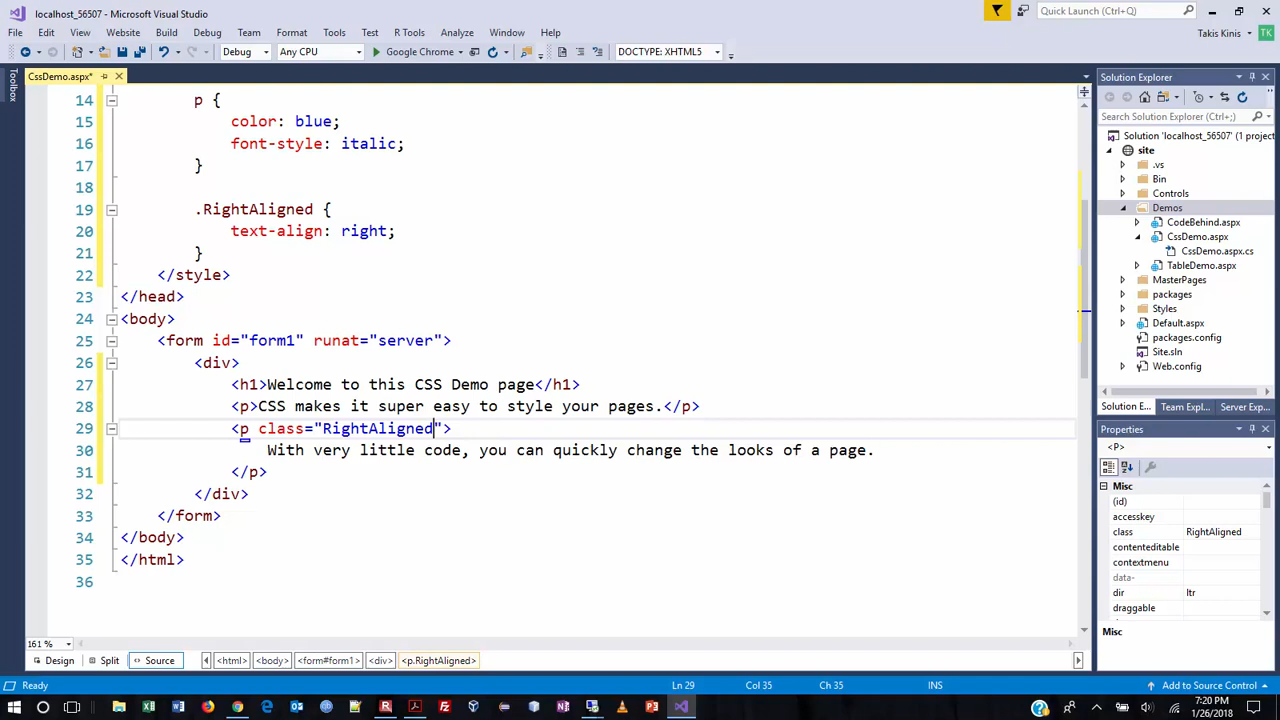 localhost_56507 - Microsoft Visual Studio
Quick Launch (Ctrl+Q)
File Edit View Website Build Debug Team Format Tools Test R Tools Analyze Window Help
Takis Kinis TK
Debug Any CPU Google Chrome DOCTYPE: XHTML5
Toolbox
CssDemo.aspx*
14 p {
15 color: blue;
16 font-style: italic;
17 }
18
19 .RightAligned {
20 text-align: right;
21 }
22 </style>
23 </head>
24 <body>
25 <form id="form1" runat="server">
26 <div>
27 <h1>Welcome to this CSS Demo page</h1>
28 <p>CSS makes it super easy to style your pages.</p>
29 <p class="RightAligned">
30 With very little code, you can quickly change the looks of a page.
31 </p>
32 </div>
33 </form>
34 </body>
35 </html>
36
161 %
Design Split Source <html> <body> <form#form1> <div> <p.RightAligned>
Solution Explorer
Search Solution Explorer (Ctrl+;)
Solution 'localhost_56507' (1 project
site
.vs
Bin
Controls
Demos
CodeBehind.aspx
CssDemo.aspx
CssDemo.aspx.cs
TableDemo.aspx
MasterPages
packages
Styles
Default.aspx
packages.config
Site.sln
Web.config
Solution E... Team Expl... Server Exp...
Properties
<P>
Misc
(id)
accesskey
class RightAligned
contenteditable
contextmenu
data-
dir ltr
draggable
Misc
Ready Ln 29 Col 35 Ch 35 INS Add to Source Control
7:20 PM
1/26/2018